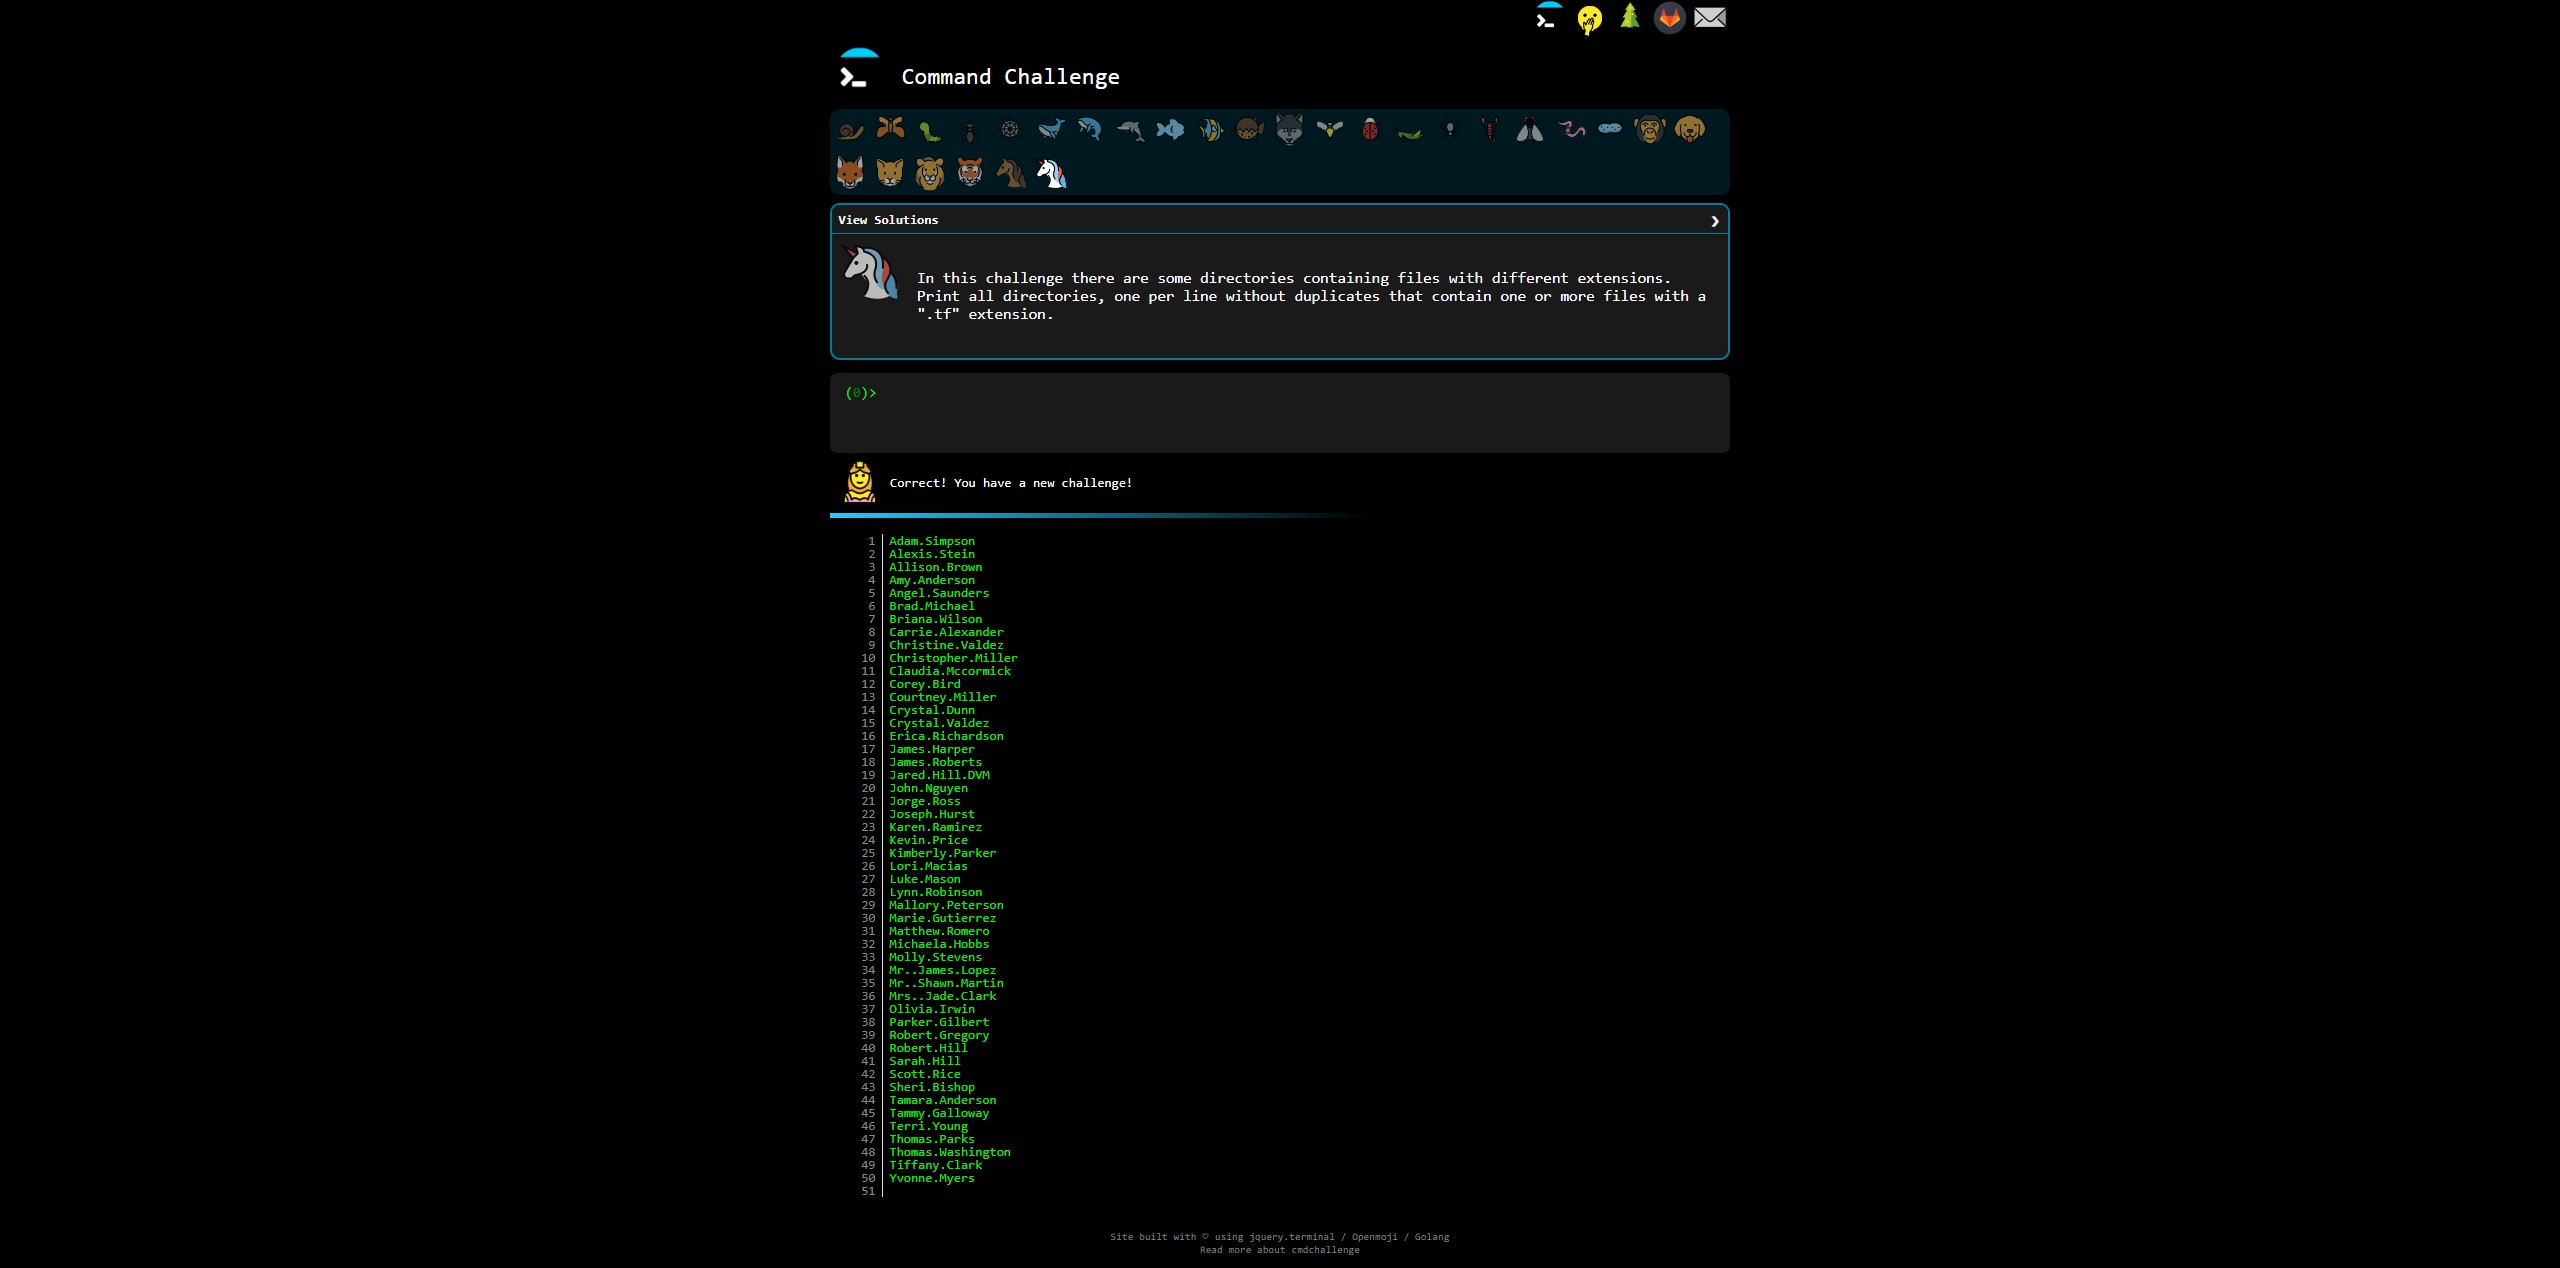 Command Challenge
View Solutions ❯
In this challenge there are some directories containing files with different extensions.
Print all directories, one per line without duplicates that contain one or more files with a
".tf" extension.
(0)>
Correct! You have a new challenge!
1 Adam.Simpson
2 Alexis.Stein
3 Allison.Brown
4 Amy.Anderson
5 Angel.Saunders
6 Brad.Michael
7 Briana.Wilson
8 Carrie.Alexander
9 Christine.Valdez
10 Christopher.Miller
11 Claudia.Mccormick
12 Corey.Bird
13 Courtney.Miller
14 Crystal.Dunn
15 Crystal.Valdez
16 Erica.Richardson
17 James.Harper
18 James.Roberts
19 Jared.Hill.DVM
20 John.Nguyen
21 Jorge.Ross
22 Joseph.Hurst
23 Karen.Ramirez
24 Kevin.Price
25 Kimberly.Parker
26 Lori.Macias
27 Luke.Mason
28 Lynn.Robinson
29 Mallory.Peterson
30 Marie.Gutierrez
31 Matthew.Romero
32 Michaela.Hobbs
33 Molly.Stevens
34 Mr..James.Lopez
35 Mr..Shawn.Martin
36 Mrs..Jade.Clark
37 Olivia.Irwin
38 Parker.Gilbert
39 Robert.Gregory
40 Robert.Hill
41 Sarah.Hill
42 Scott.Rice
43 Sheri.Bishop
44 Tamara.Anderson
45 Tammy.Galloway
46 Terri.Young
47 Thomas.Parks
48 Thomas.Washington
49 Tiffany.Clark
50 Yvonne.Myers
51
Site built with ♡ using jquery.terminal / Openmoji / Golang
Read more about cmdchallenge